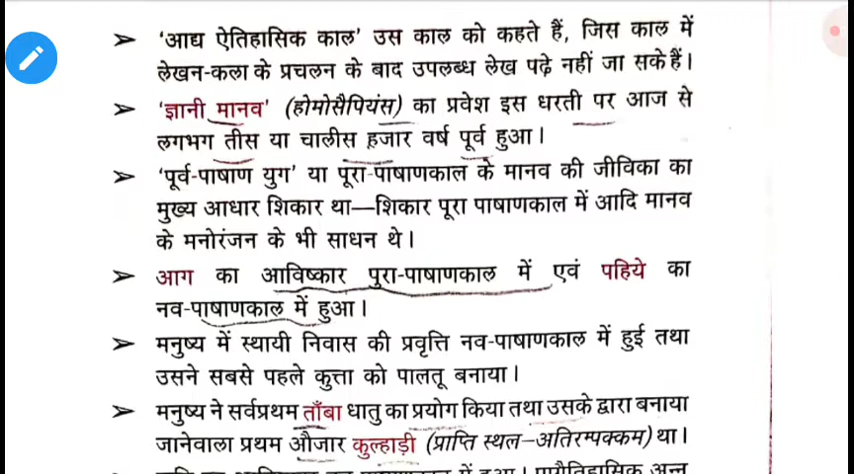 ➢ ‘आद्य ऐतिहासिक काल’ उस काल को कहते हैं, जिस काल में
लेखन-कला के प्रचलन के बाद उपलब्ध लेख पढ़े नहीं जा सके हैं।
➢ ‘ज्ञानी मानव’ (होमोसैपियंस) का प्रवेश इस धरती पर आज से
लगभग तीस या चालीस हजार वर्ष पूर्व हुआ।
➢ ‘पूर्व-पाषाण युग’ या पूरा-पाषाणकाल के मानव की जीविका का
मुख्य आधार शिकार था—शिकार पूरा पाषाणकाल में आदि मानव
के मनोरंजन के भी साधन थे।
➢ आग का आविष्कार पुरा-पाषाणकाल में एवं पहिये का
नव-पाषाणकाल में हुआ।
➢ मनुष्य में स्थायी निवास की प्रवृत्ति नव-पाषाणकाल में हुई तथा
उसने सबसे पहले कुत्ता को पालतू बनाया।
➢ मनुष्य ने सर्वप्रथम ताँबा धातु का प्रयोग किया तथा उसके द्वारा बनाया
जानेवाला प्रथम औजार कुल्हाड़ी (प्राप्ति स्थल—अतिरम्पक्कम) था।